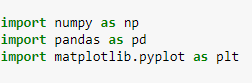 import numpy as np
import pandas as pd
import matplotlib.pyplot as plt